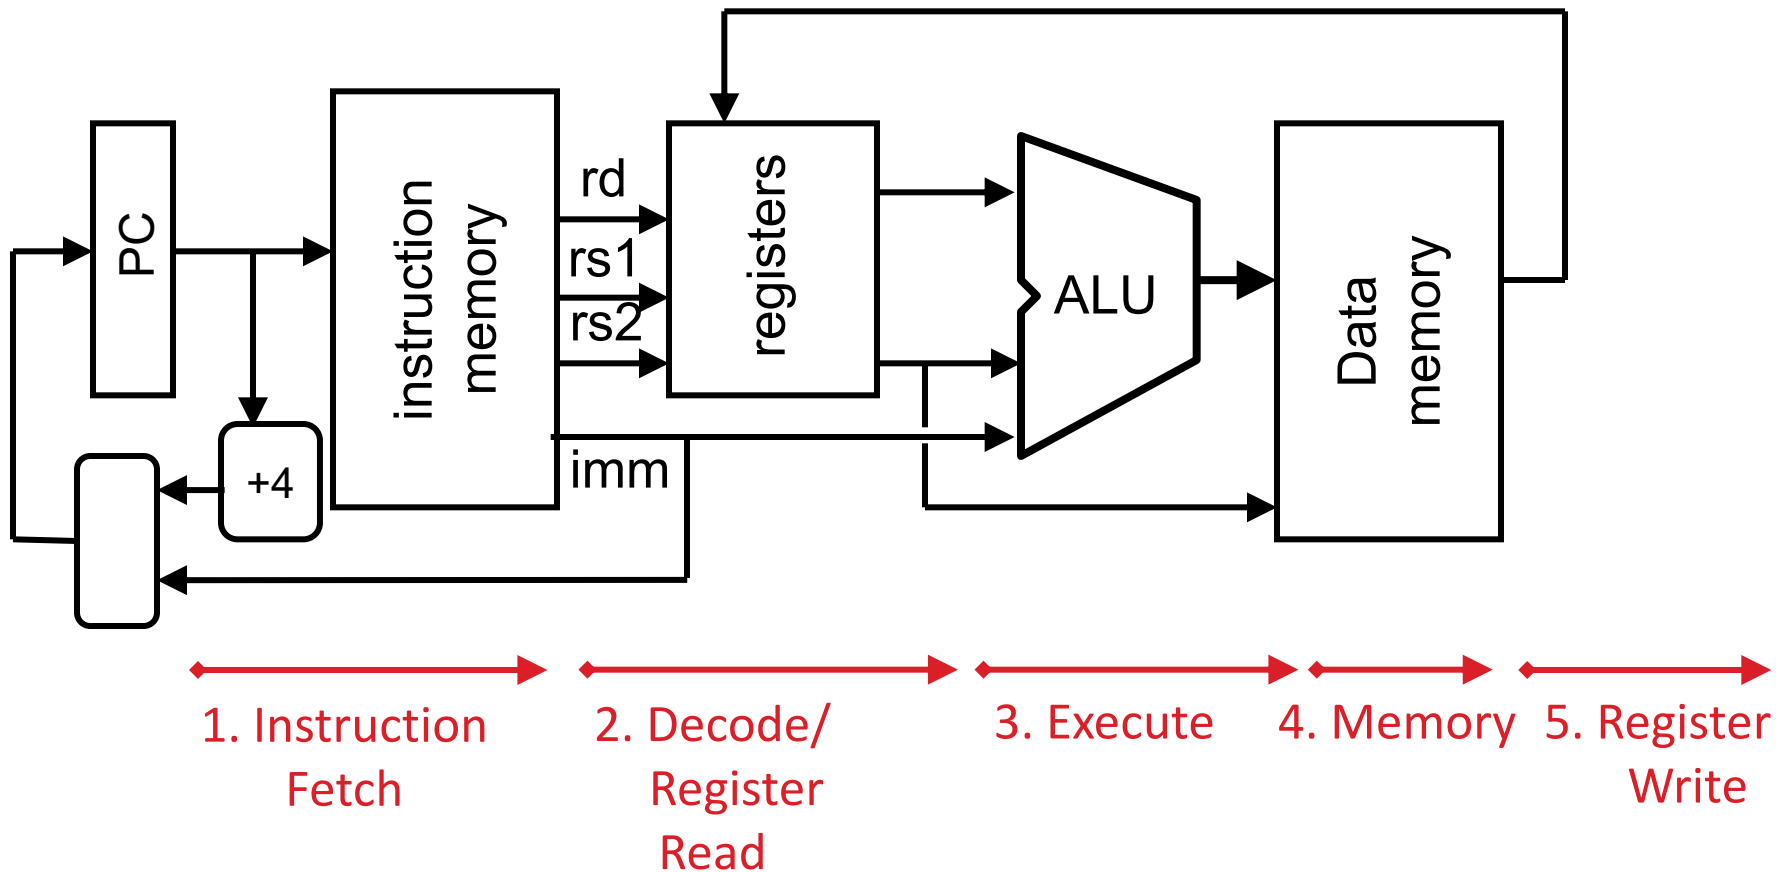 PC
+4
instruction
memory
rd
rs1
rs2
imm
registers
ALU
Data
memory
1. Instruction
Fetch
2. Decode/
Register
Read
3. Execute
4. Memory
5. Register
Write